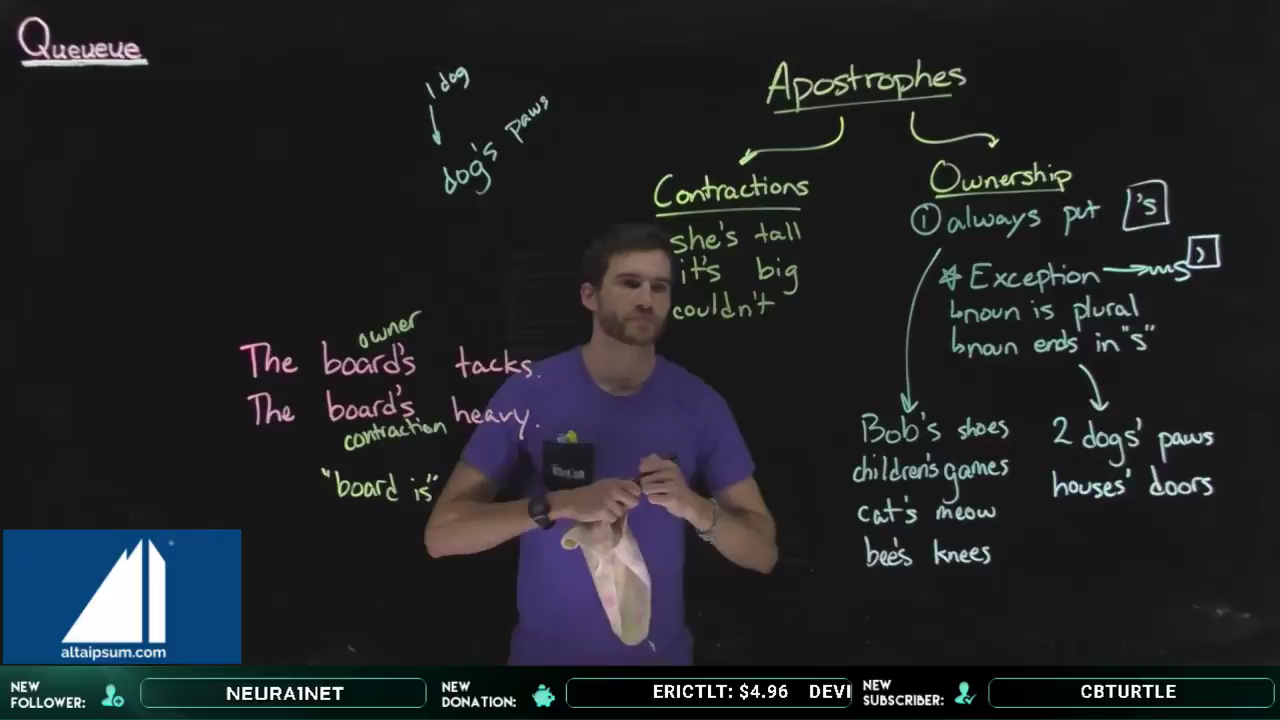 Queueue
1 dog
dog's paws
The board's tacks.
owner
The board's heavy.
contraction
"board is"
Apostrophes
Contractions
she's tall
it's big
couldn't
Ownership
① always put 's
* Exception → ms'
↳ noun is plural
↳ noun ends in "s"
Bob's shoes
children's games
cat's meow
bee's knees
2 dogs' paws
houses' doors
altaipsum.com
NEW FOLLOWER: NEURA1NET
NEW DONATION: ERICTLT: $4.96 DEVI
NEW SUBSCRIBER: CBTURTLE